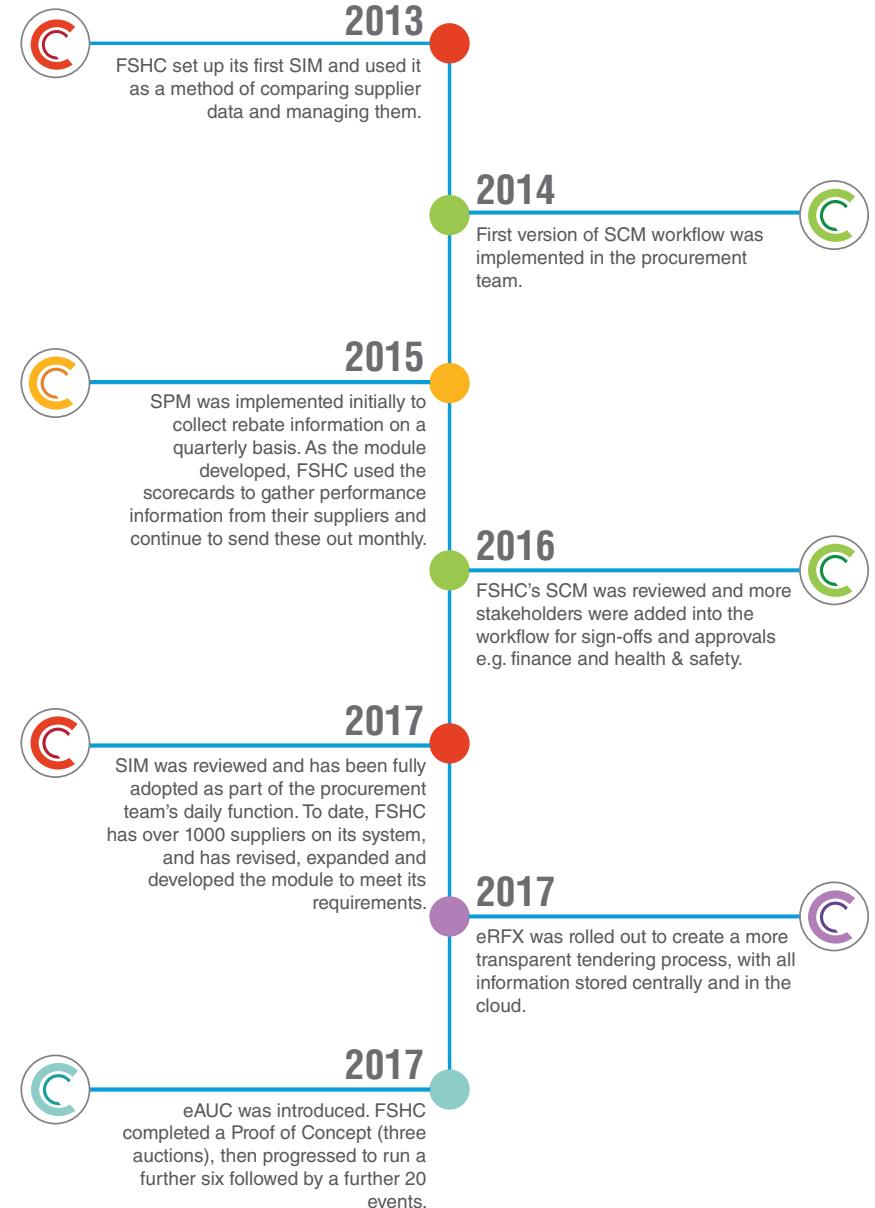 2013
FSHC set up its first SIM and used it
as a method of comparing supplier
data and managing them.
2014
First version of SCM workflow was
implemented in the procurement
team.
2015
SPM was implemented initially to
collect rebate information on a
quarterly basis. As the module
developed, FSHC used the
scorecards to gather performance
information from their suppliers and
continue to send these out monthly.
2016
FSHC’s SCM was reviewed and more
stakeholders were added into the
workflow for sign-offs and approvals
e.g. finance and health & safety.
2017
SIM was reviewed and has been fully
adopted as part of the procurement
team’s daily function. To date, FSHC
has over 1000 suppliers on its system,
and has revised, expanded and
developed the module to meet its
requirements.
2017
eRFX was rolled out to create a more
transparent tendering process, with all
information stored centrally and in the
cloud.
2017
eAUC was introduced. FSHC
completed a Proof of Concept (three
auctions), then progressed to run a
further six followed by a further 20
events.